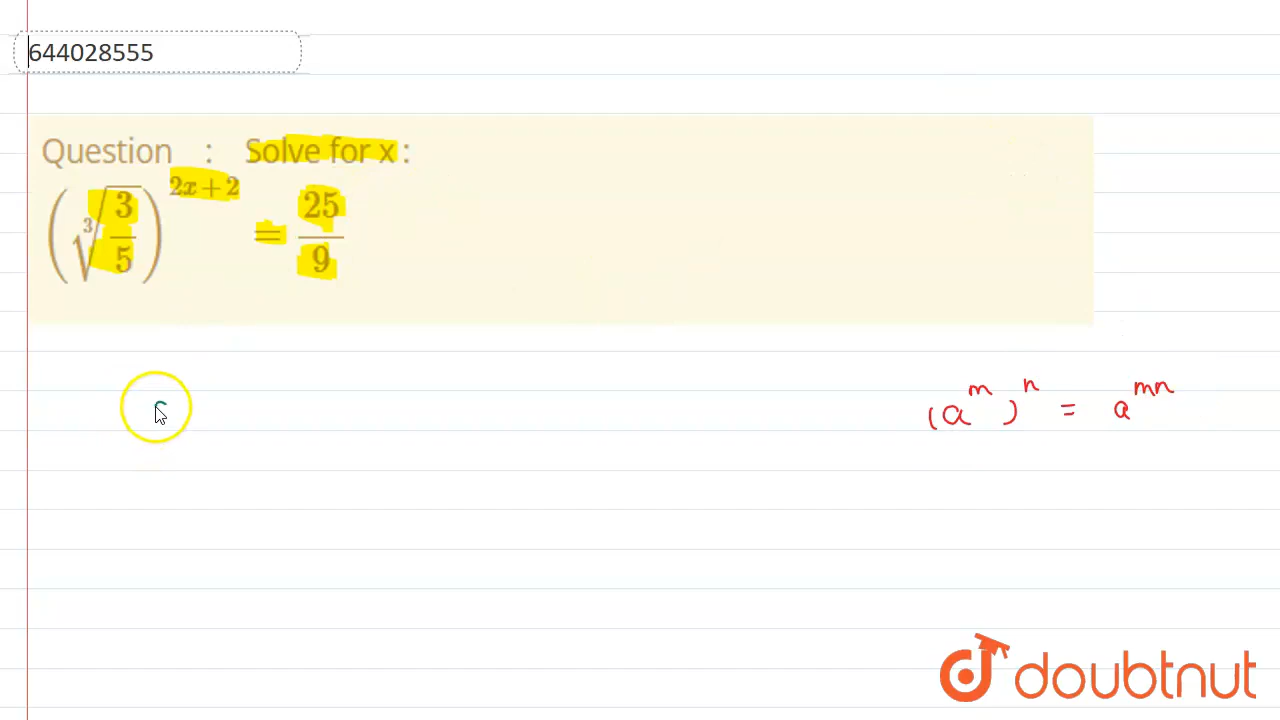 644028555
Question : Solve for x :
(∛(3/5))^(2x+2) = 25/9
(a^m)^n = a^mn
doubtnut